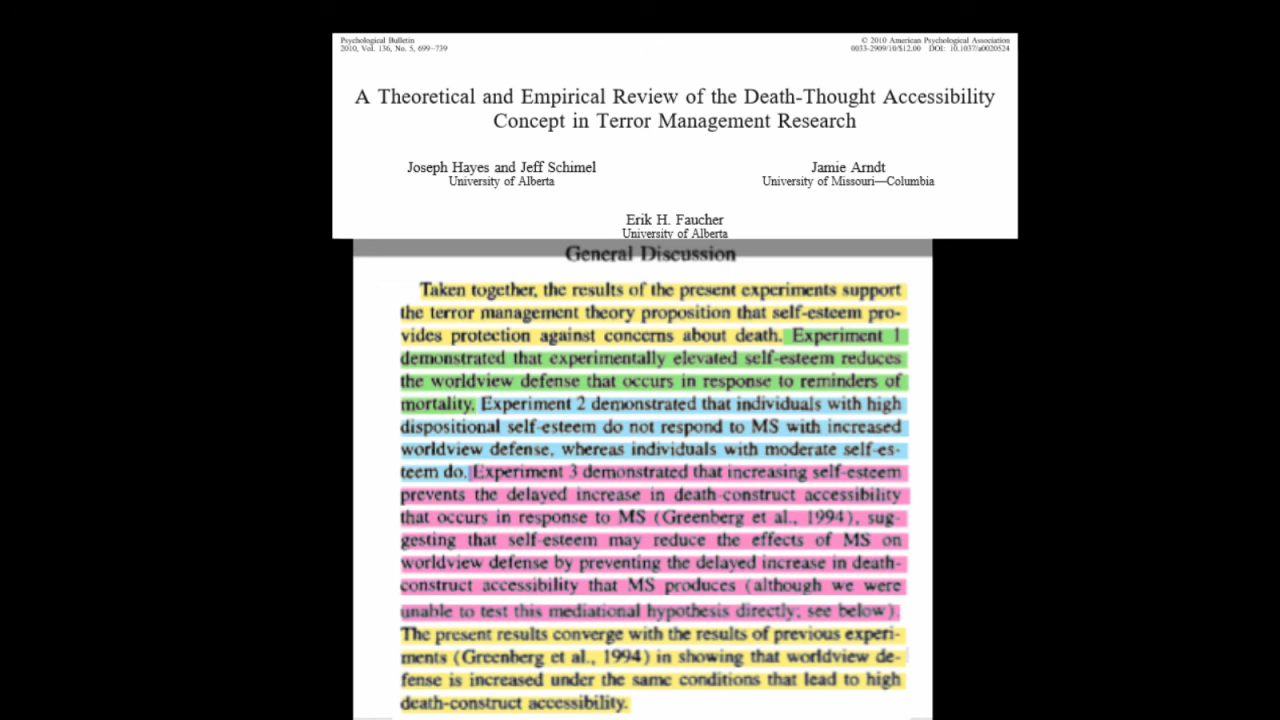 Psychological Bulletin
2010, Vol. 136, No. 5, 699–739
© 2010 American Psychological Association
0033-2909/10/$12.00 DOI: 10.1037/a0020524
A Theoretical and Empirical Review of the Death-Thought Accessibility
Concept in Terror Management Research
Joseph Hayes and Jeff Schimel
University of Alberta
Jamie Arndt
University of Missouri—Columbia
Erik H. Faucher
University of Alberta
General Discussion
Taken together, the results of the present experiments support
the terror management theory proposition that self-esteem pro-
vides protection against concerns about death. Experiment 1
demonstrated that experimentally elevated self-esteem reduces
the worldview defense that occurs in response to reminders of
mortality. Experiment 2 demonstrated that individuals with high
dispositional self-esteem do not respond to MS with increased
worldview defense, whereas individuals with moderate self-es-
teem do. Experiment 3 demonstrated that increasing self-esteem
prevents the delayed increase in death-construct accessibility
that occurs in response to MS (Greenberg et al., 1994), sug-
gesting that self-esteem may reduce the effects of MS on
worldview defense by preventing the delayed increase in death-
construct accessibility that MS produces (although we were
unable to test this mediational hypothesis directly; see below).
The present results converge with the results of previous experi-
ments (Greenberg et al., 1994) in showing that worldview de-
fense is increased under the same conditions that lead to high
death-construct accessibility.